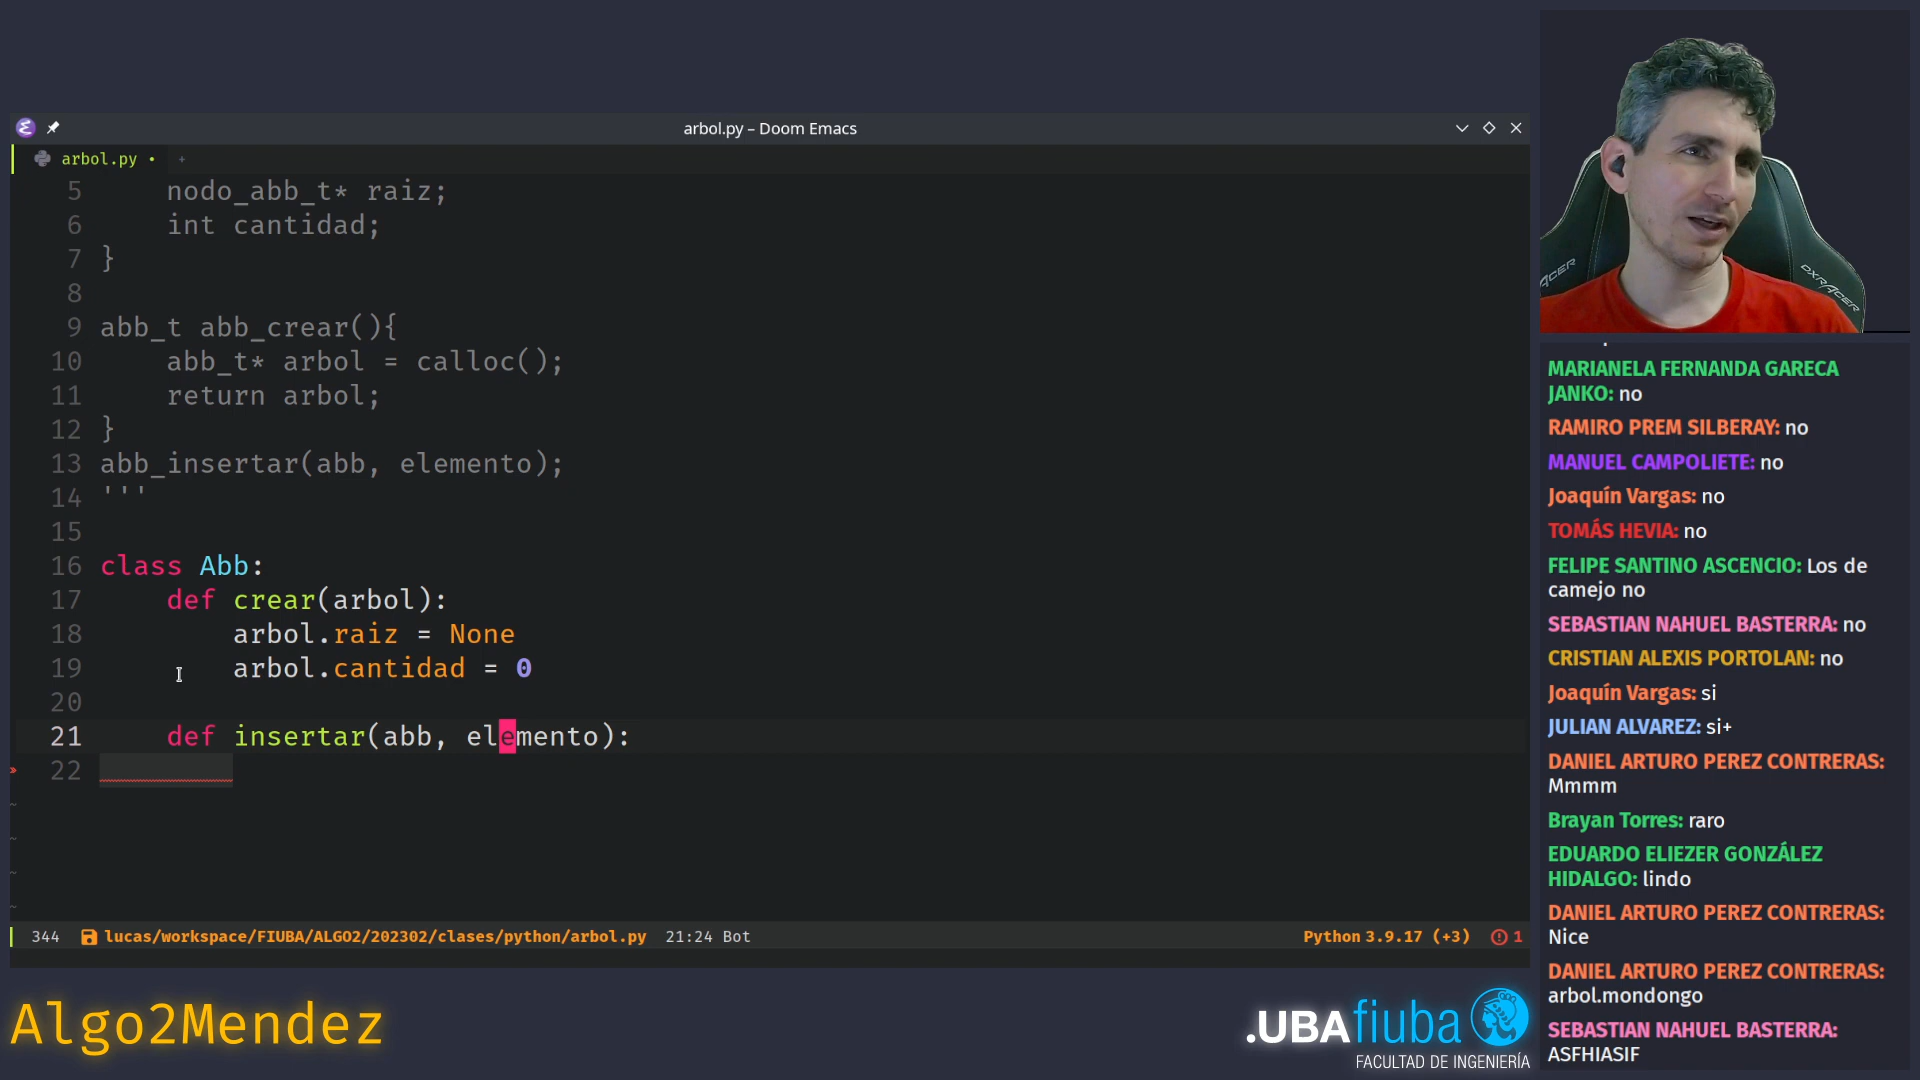 arbol.py – Doom Emacs
arbol.py • +
5 nodo_abb_t* raiz;
6 int cantidad;
7 }
8
9 abb_t abb_crear(){
10 abb_t* arbol = calloc();
11 return arbol;
12 }
13 abb_insertar(abb, elemento);
14 '''
15
16 class Abb:
17 def crear(arbol):
18 arbol.raiz = None
19 arbol.cantidad = 0
20
21 def insertar(abb, elemento):
22
344 lucas/workspace/FIUBA/ALGO2/202302/clases/python/arbol.py 21:24 Bot
Python 3.9.17 (+3) 1
Algo2Mendez
.UBAfiuba
FACULTAD DE INGENIERÍA
ACER
DXRACER
MARIANELA FERNANDA GARECA
JANKO: no
RAMIRO PREM SILBERAY: no
MANUEL CAMPOLIETE: no
Joaquín Vargas: no
TOMÁS HEVIA: no
FELIPE SANTINO ASCENCIO: Los de
camejo no
SEBASTIAN NAHUEL BASTERRA: no
CRISTIAN ALEXIS PORTOLAN: no
Joaquín Vargas: si
JULIAN ALVAREZ: si+
DANIEL ARTURO PEREZ CONTRERAS:
Mmmm
Brayan Torres: raro
EDUARDO ELIEZER GONZÁLEZ
HIDALGO: lindo
DANIEL ARTURO PEREZ CONTRERAS:
Nice
DANIEL ARTURO PEREZ CONTRERAS:
arbol.mondongo
SEBASTIAN NAHUEL BASTERRA:
ASFHIASIF